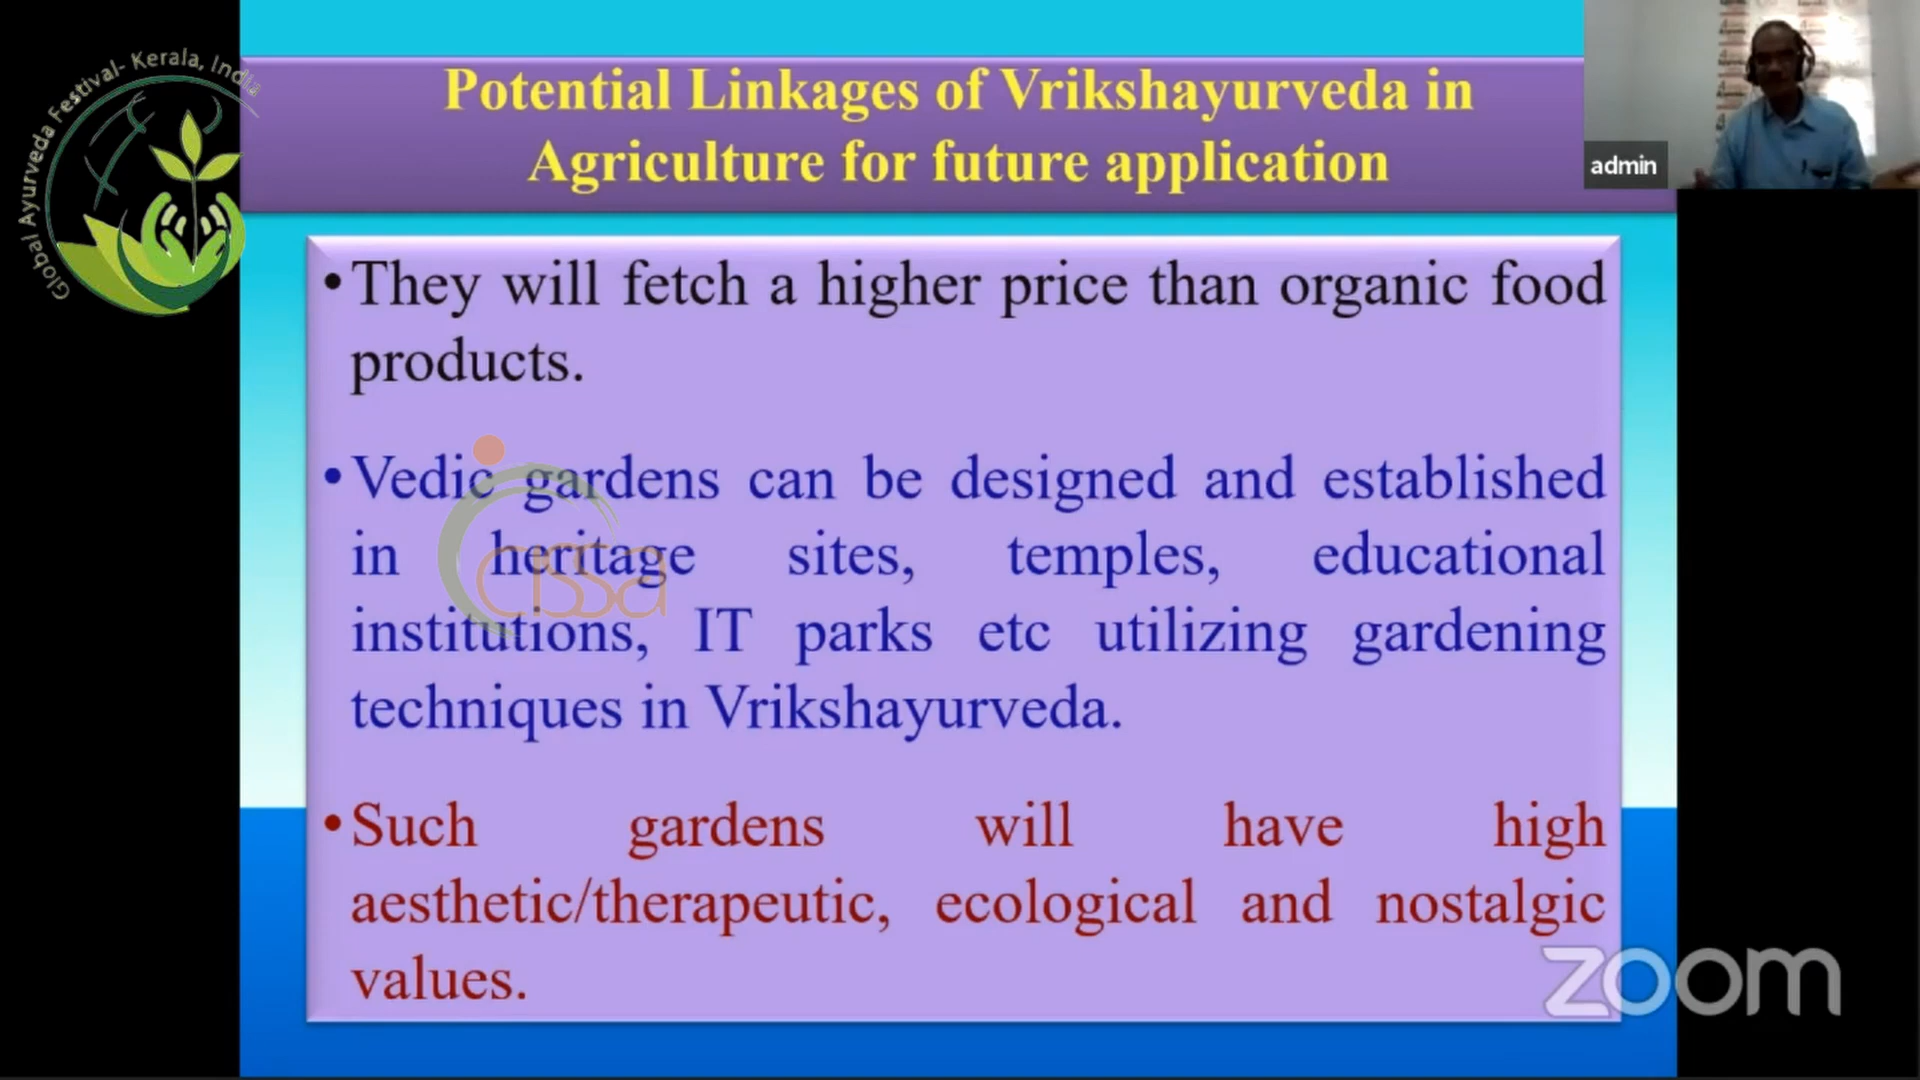 Global Ayurveda Festival- Kerala, India
Potential Linkages of Vrikshayurveda in
Agriculture for future application
admin
•They will fetch a higher price than organic food
products.
•Vedic gardens can be designed and established
in heritage sites, temples, educational
institutions, IT parks etc utilizing gardening
techniques in Vrikshayurveda.
cissa
•Such gardens will have high
aesthetic/therapeutic, ecological and nostalgic
values.
zoom